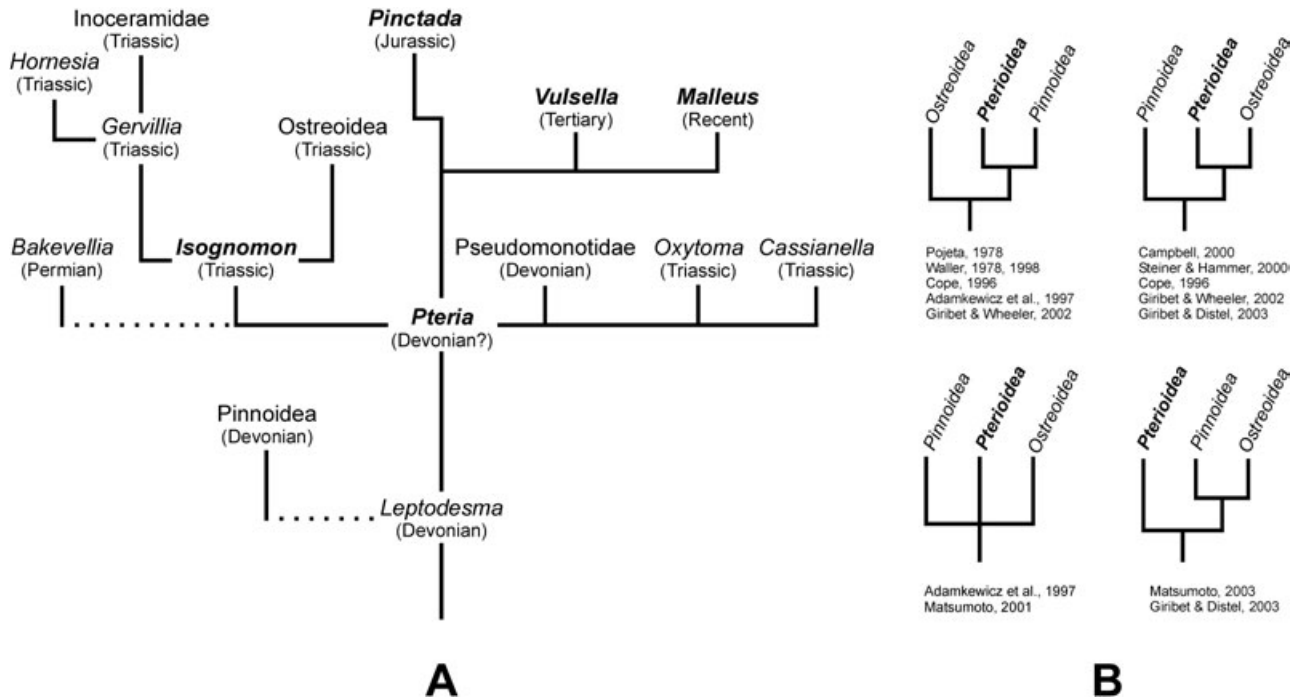 Inoceramidae
(Triassic)
Hornesia
(Triassic)
Gervillia
(Triassic)
Ostreoidea
(Triassic)
Pinctada
(Jurassic)
Vulsella
(Tertiary)
Malleus
(Recent)
Bakevellia
(Permian)
Isognomon
(Triassic)
Pseudomonotidae
(Devonian)
Oxytoma
(Triassic)
Cassianella
(Triassic)
Pteria
(Devonian?)
Pinnoidea
(Devonian)
Leptodesma
(Devonian)
A
Ostreoidea
Pterioidea
Pinnoidea
Pojeta, 1978
Waller, 1978, 1998
Cope, 1996
Adamkewicz et al., 1997
Giribet & Wheeler, 2002
Pinnoidea
Pterioidea
Ostreoidea
Campbell, 2000
Steiner & Hammer, 2000
Cope, 1996
Giribet & Wheeler, 2002
Giribet & Distel, 2003
Pinnoidea
Pterioidea
Ostreoidea
Adamkewicz et al., 1997
Matsumoto, 2001
Pterioidea
Pinnoidea
Ostreoidea
Matsumoto, 2003
Giribet & Distel, 2003
B